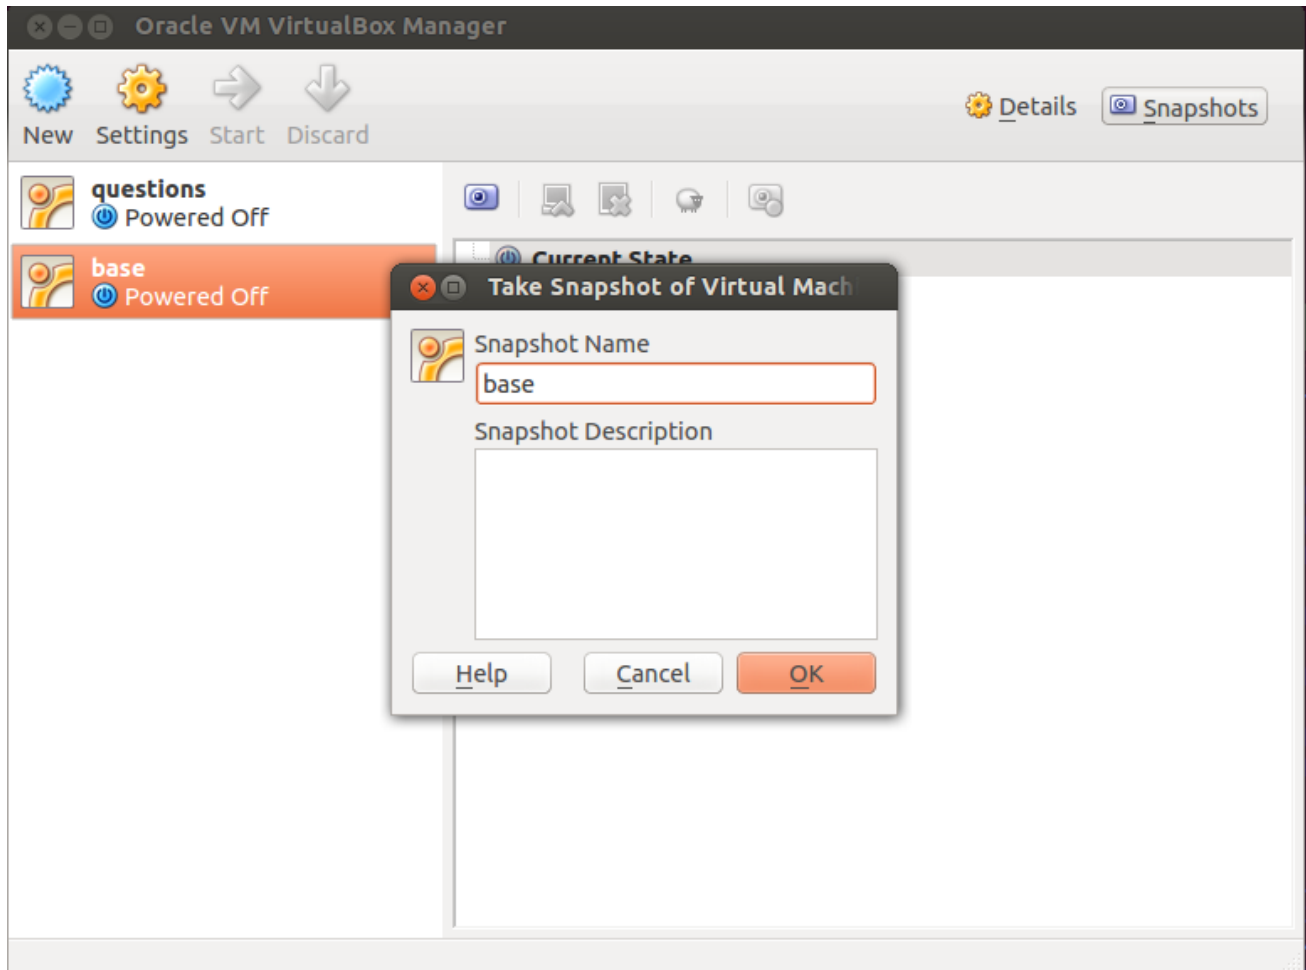 Oracle VM VirtualBox Manager
New Settings Start Discard
Details Snapshots
questions
Powered Off
base
Powered Off
Current State
Take Snapshot of Virtual Mach
Snapshot Name
base
Snapshot Description
Help Cancel OK